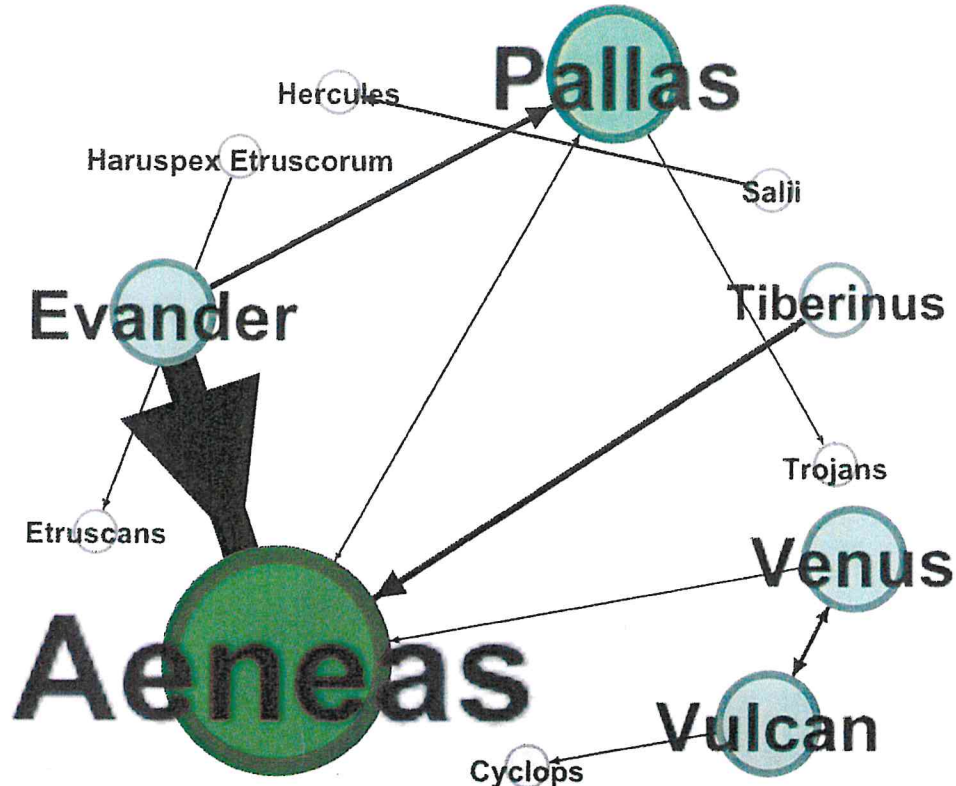 Pallas
Hercules
Haruspex Etruscorum
Salii
Evander
Tiberinus
Trojans
Etruscans
Venus
Aeneas
Vulcan
Cyclops